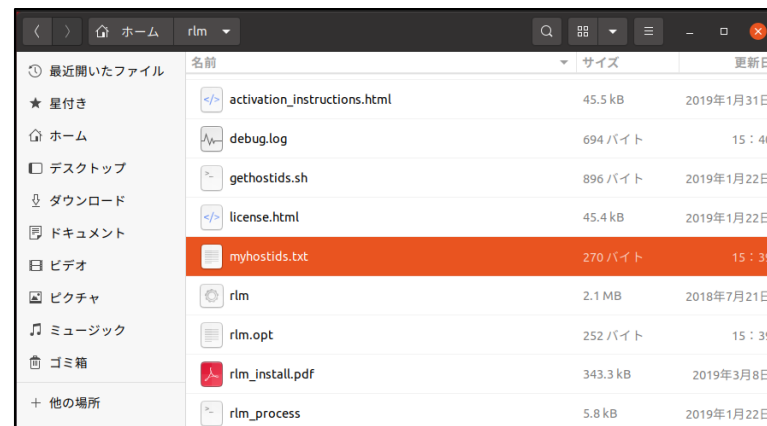 ホーム rlm
最近開いたファイル
星付き
ホーム
デスクトップ
ダウンロード
ドキュメント
ビデオ
ピクチャ
ミュージック
ゴミ箱
+ 他の場所
名前 サイズ 更新日
activation_instructions.html 45.5 kB 2019年1月31日
debug.log 694 バイト 15：4
gethostids.sh 896 バイト 2019年1月22日
license.html 45.4 kB 2019年1月22日
myhostids.txt 270 バイト 15：3
rlm 2.1 MB 2018年7月21日
rlm.opt 252 バイト 15：3
rlm_install.pdf 343.3 kB 2019年3月8日
rlm_process 5.8 kB 2019年1月22日